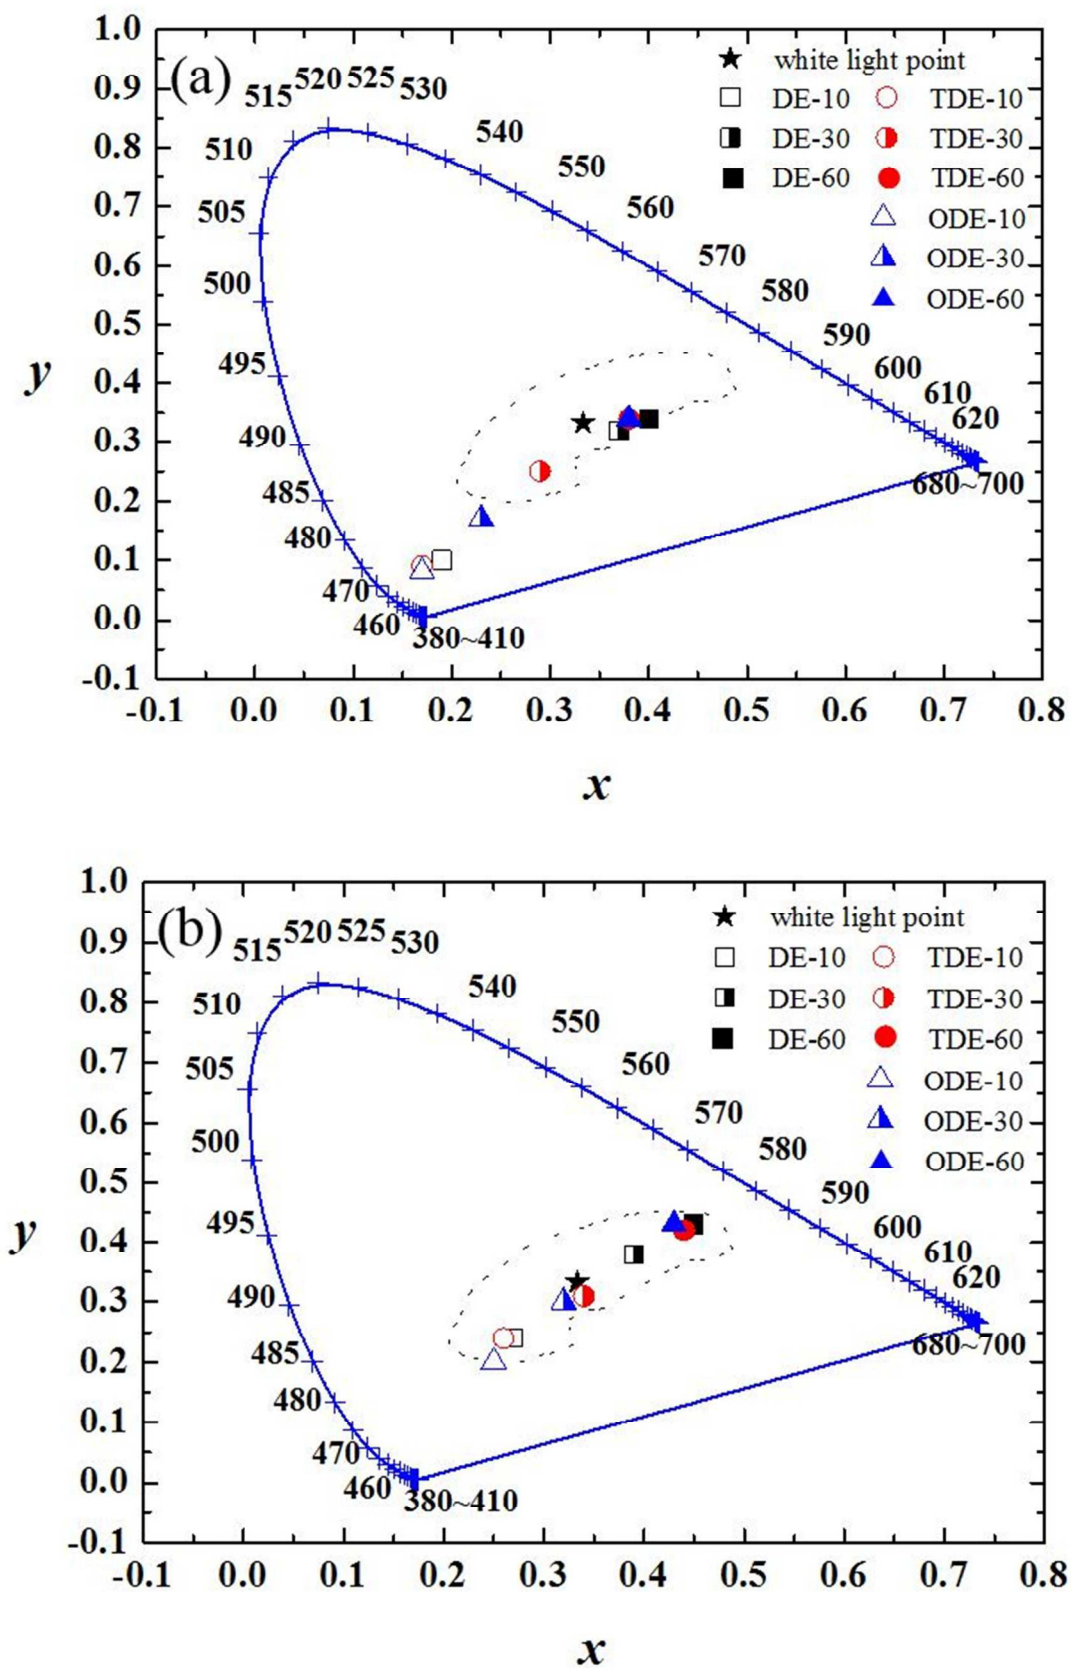 1.0
(a)
white light point
0.9
515 520 525 530
DE-10 TDE-10
0.8
510
540
DE-30 TDE-30
550
DE-60 TDE-60
0.7
505
560
ODE-10
0.6
500
570
ODE-30
580
ODE-60
0.5
590
y
0.4
495
600
610
620
0.3
490
0.2
485
680~700
480
0.1
470
0.0
460 380~410
-0.1
-0.1 0.0 0.1 0.2 0.3 0.4 0.5 0.6 0.7 0.8
x
1.0
(b)
white light point
0.9
515 520 525 530
DE-10 TDE-10
0.8
510
540
DE-30 TDE-30
550
DE-60 TDE-60
0.7
505
560
ODE-10
0.6
500
570
ODE-30
580
ODE-60
0.5
590
y
0.4
495
600
610
620
0.3
490
0.2
485
680~700
480
0.1
470
0.0
460 380~410
-0.1
-0.1 0.0 0.1 0.2 0.3 0.4 0.5 0.6 0.7 0.8
x